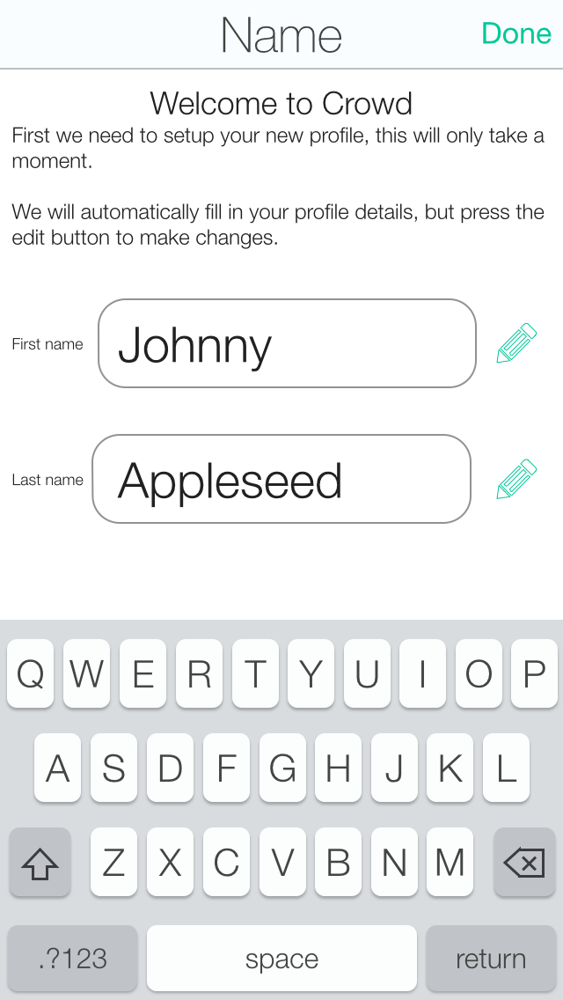 Name
Done
Welcome to Crowd
First we need to setup your new profile, this will only take a
moment.
We will automatically fill in your profile details, but press the
edit button to make changes.
First name
Johnny
Last name
Appleseed
Q W E R T Y U I O P
A S D F G H J K L
Z X C V B N M
.?123 space return